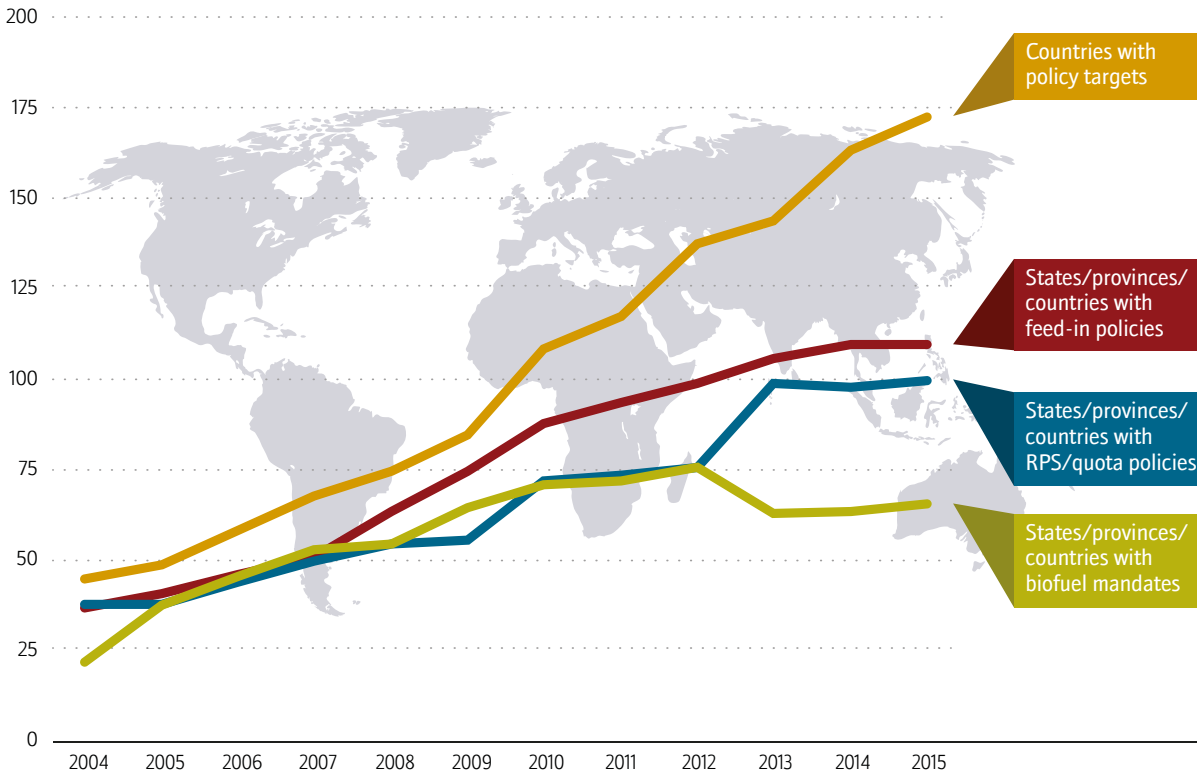 200
175
150
125
100
75
50
25
0
2004 2005 2006 2007 2008 2009 2010 2011 2012 2013 2014 2015
Countries with
policy targets
States/provinces/
countries with
feed-in policies
States/provinces/
countries with
RPS/quota policies
States/provinces/
countries with
biofuel mandates